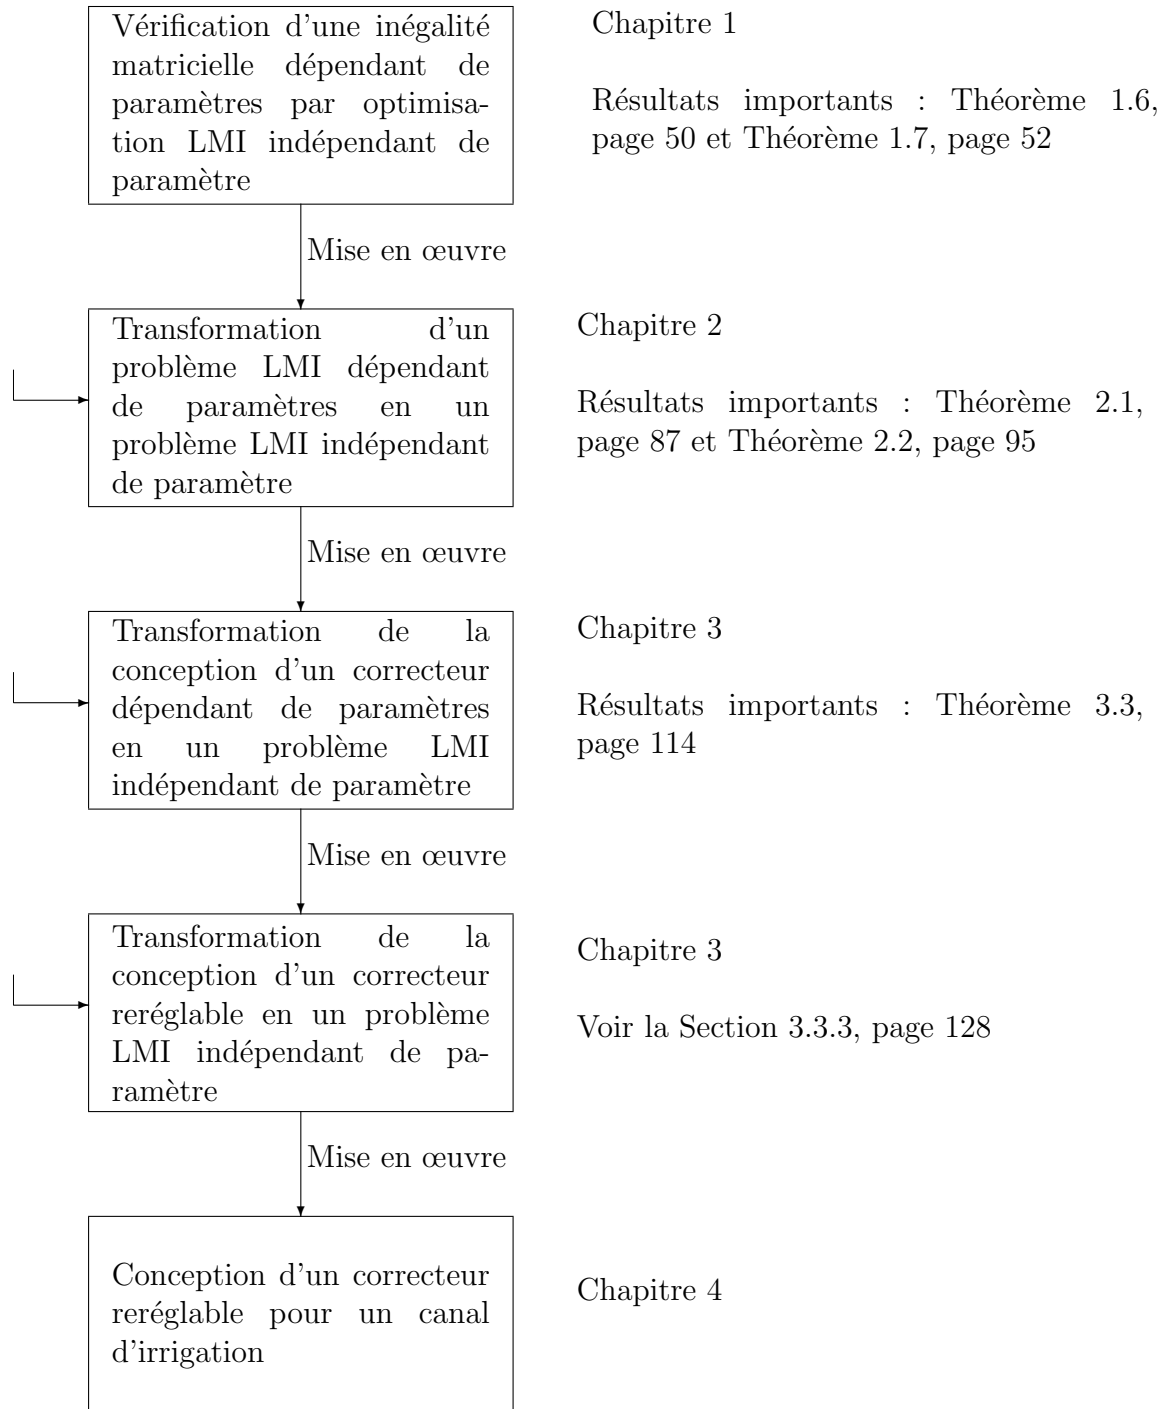 Vérification d'une inégalité
matricielle dépendant de
paramètres par optimisa-
tion LMI indépendant de
paramètre
Chapitre 1
Résultats importants : Théorème 1.6,
page 50 et Théorème 1.7, page 52
Mise en œuvre
Transformation d'un
problème LMI dépendant
de paramètres en un
problème LMI indépendant
de paramètre
Chapitre 2
Résultats importants : Théorème 2.1,
page 87 et Théorème 2.2, page 95
Mise en œuvre
Transformation de la
conception d'un correcteur
dépendant de paramètres
en un problème LMI
indépendant de paramètre
Chapitre 3
Résultats importants : Théorème 3.3,
page 114
Mise en œuvre
Transformation de la
conception d'un correcteur
reréglable en un problème
LMI indépendant de pa-
ramètre
Chapitre 3
Voir la Section 3.3.3, page 128
Mise en œuvre
Conception d'un correcteur
reréglable pour un canal
d'irrigation
Chapitre 4